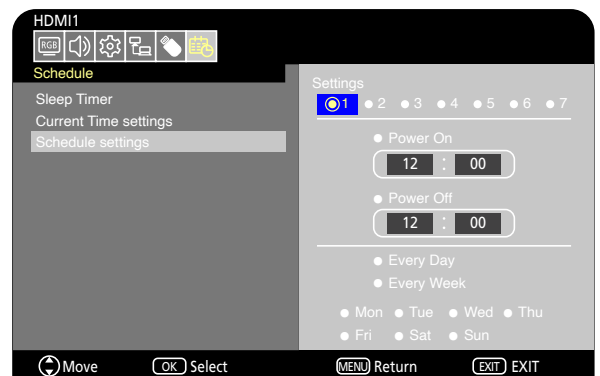 HDMI1
RGB
Schedule
Sleep Timer
Current Time settings
Schedule settings
Settings
1 2 3 4 5 6 7
Power On
12 : 00
Power Off
12 : 00
Every Day
Every Week
Mon Tue Wed Thu
Fri Sat Sun
Move OK Select MENU Return EXIT EXIT